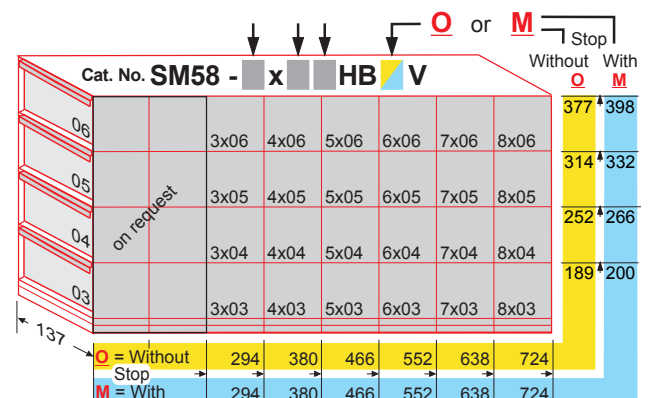 O or M
Stop
Without With
O M
Cat. No. SM58 - x HB V
377 398
06 3x06 4x06 5x06 6x06 7x06 8x06
314 332
05 3x05 4x05 5x05 6x05 7x05 8x05
on request
252 266
04 3x04 4x04 5x04 6x04 7x04 8x04
189 200
03 3x03 4x03 5x03 6x03 7x03 8x03
137
O = Without 294 380 466 552 638 724
Stop
M = With 294 380 466 552 638 724